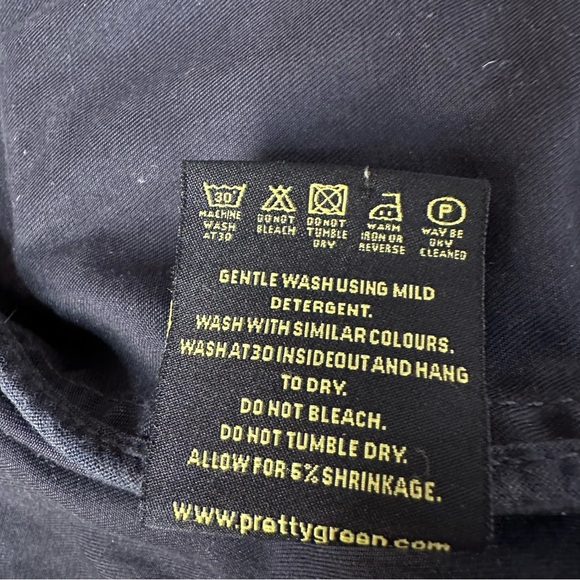 30°
MACHINE WASH AT30
DO NOT BLEACH
DO NOT TUMBLE DRY
WARM IRON OR REVERSE
P
WAY BE DRY CLEANED
GENTLE WASH USING MILD
DETERGENT.
WASH WITH SIMILAR COLOURS.
WASH AT30 INSIDEOUT AND HANG
TO DRY.
DO NOT BLEACH.
DO NOT TUMBLE DRY.
ALLOW FOR 5% SHRINKAGE.
www.prettygreen.com